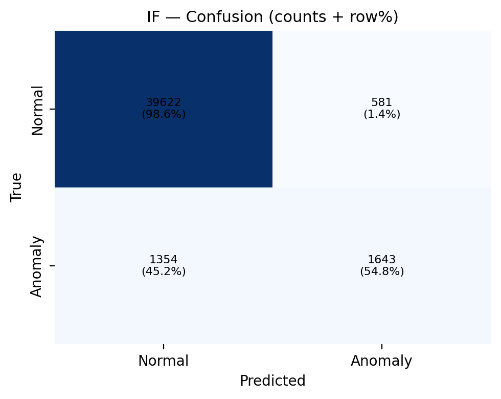 IF — Confusion (counts + row%)
True
Normal
39622
(98.6%)
581
(1.4%)
Anomaly
1354
(45.2%)
1643
(54.8%)
Normal
Anomaly
Predicted